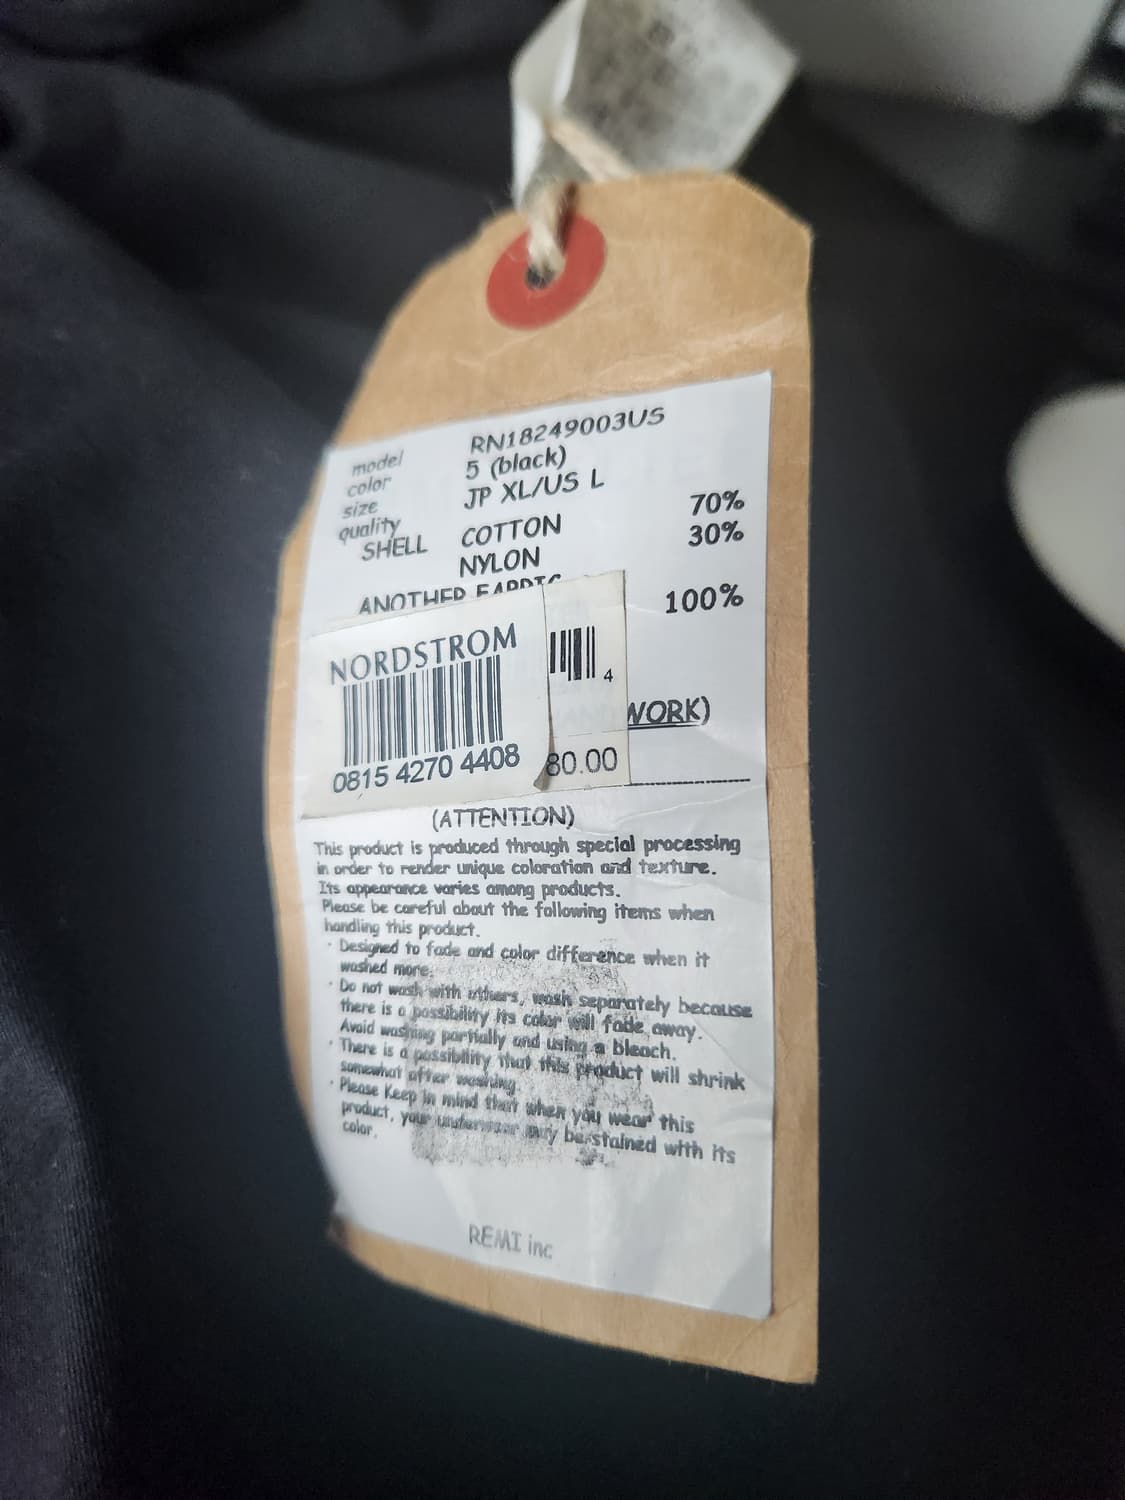 model RN18249003US
color 5 (black)
size JP XL/US L
quality
SHELL COTTON 70%
NYLON 30%
ANOTHER FABRIC 100%
NORDSTROM
4
WORK)
0815 4270 4408
80.00
(ATTENTION)
This product is produced through special processing
in order to render unique coloration and texture.
Its appearance varies among products.
Please be careful about the following items when
handling this product.
· Designed to fade and color difference when it
washed more.
· Do not wash with others, wash separately because
there is a possibility its color will fade away.
Avoid washing partially and using a bleach.
· There is a possibility that this product will shrink
somewhat after washing.
· Please Keep in mind that when you wear this
product, your underwear may be stained with its
color.
REMI inc